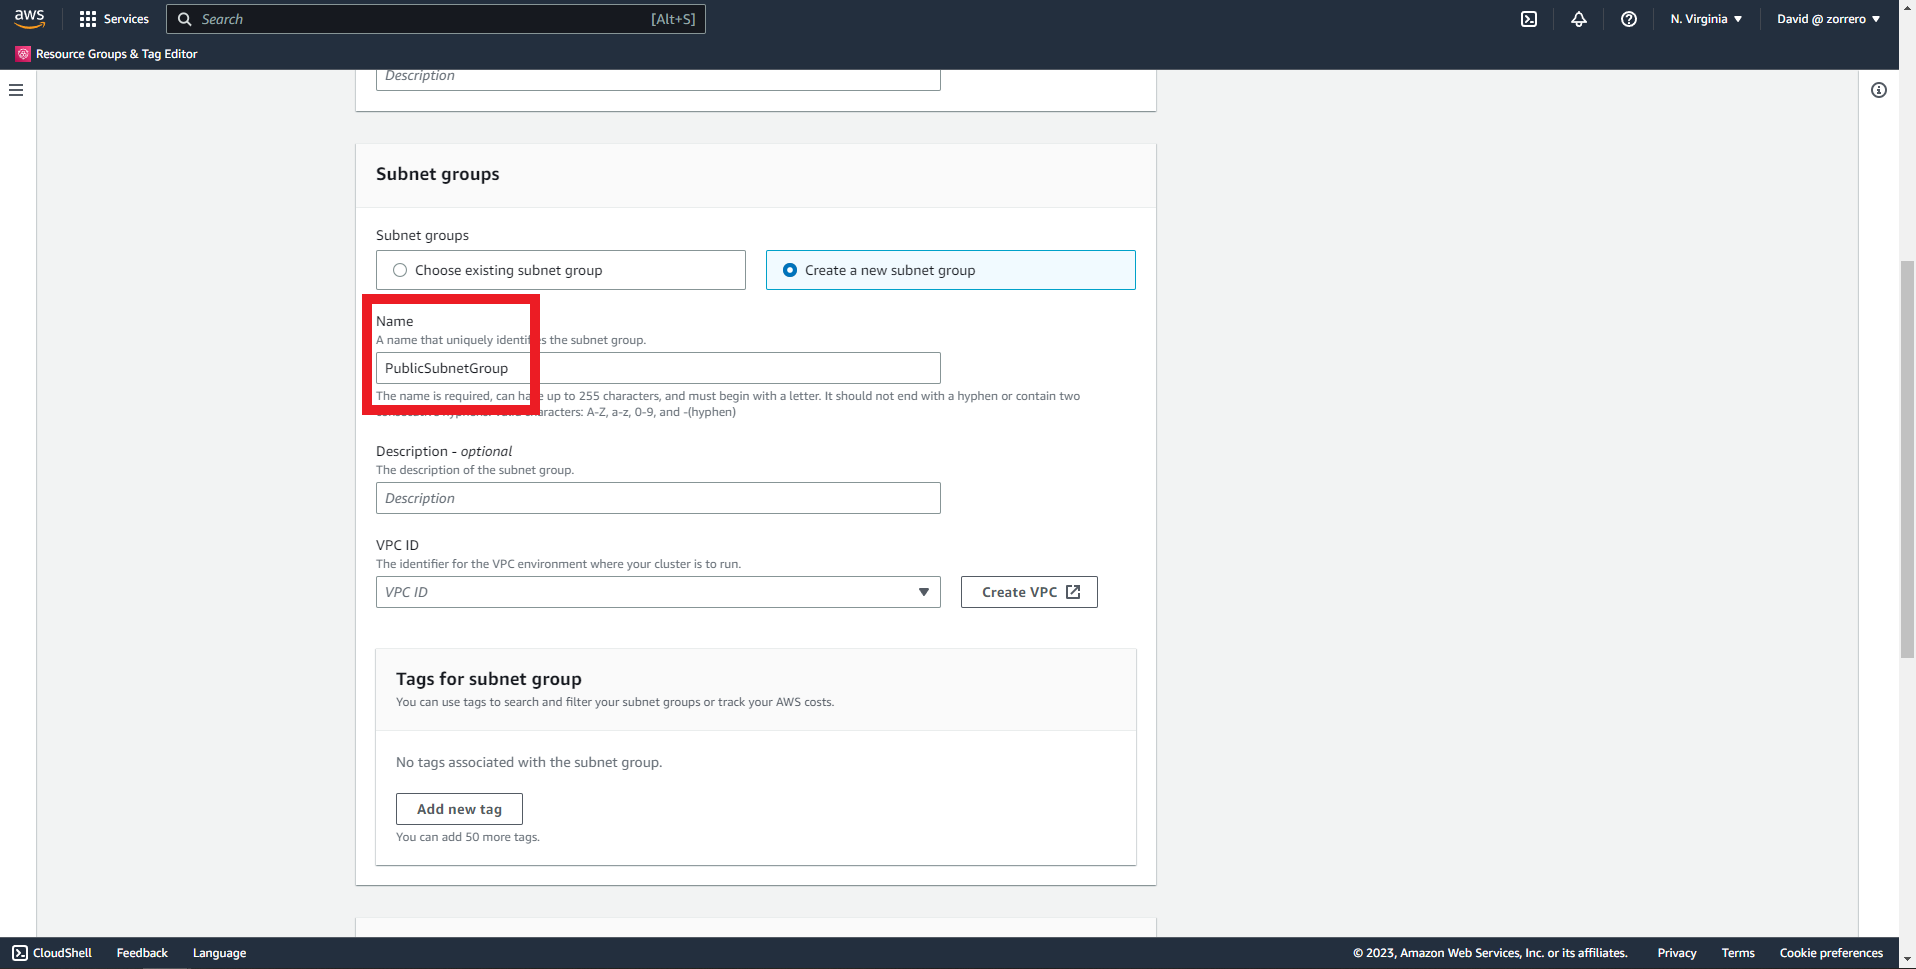 aws
Services
Search
[Alt+S]
N. Virginia
David @ zorrero
Resource Groups & Tag Editor
Description
Subnet groups
Subnet groups
Choose existing subnet group
Create a new subnet group
Name
A name that uniquely identifies the subnet group.
PublicSubnetGroup
The name is required, can have up to 255 characters, and must begin with a letter. It should not end with a hyphen or contain two
consecutive hyphens. Valid characters: A-Z, a-z, 0-9, and -(hyphen)
Description - optional
The description of the subnet group.
Description
VPC ID
The identifier for the VPC environment where your cluster is to run.
VPC ID
Create VPC
Tags for subnet group
You can use tags to search and filter your subnet groups or track your AWS costs.
No tags associated with the subnet group.
Add new tag
You can add 50 more tags.
CloudShell
Feedback
Language
© 2023, Amazon Web Services, Inc. or its affiliates.
Privacy
Terms
Cookie preferences